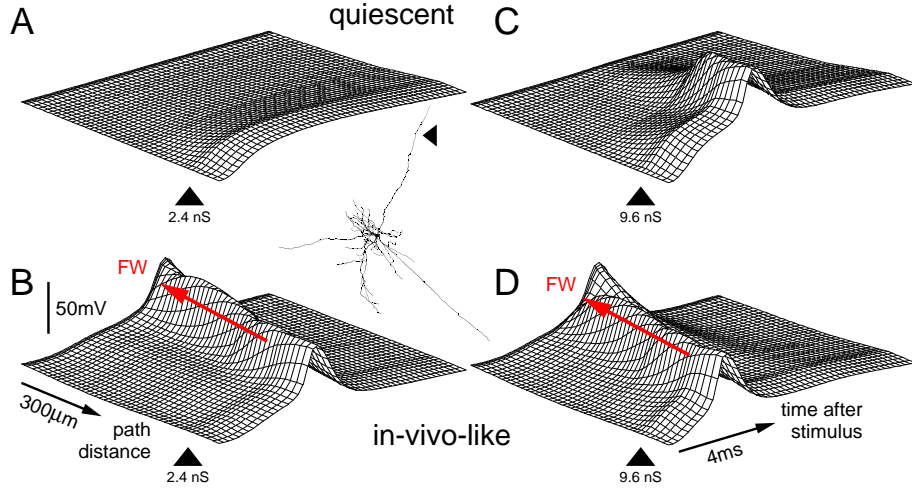 A
quiescent
C
2.4 nS
9.6 nS
B
FW
50mV
D
FW
300µm
path
distance
in-vivo-like
time after
stimulus
4ms
2.4 nS
9.6 nS